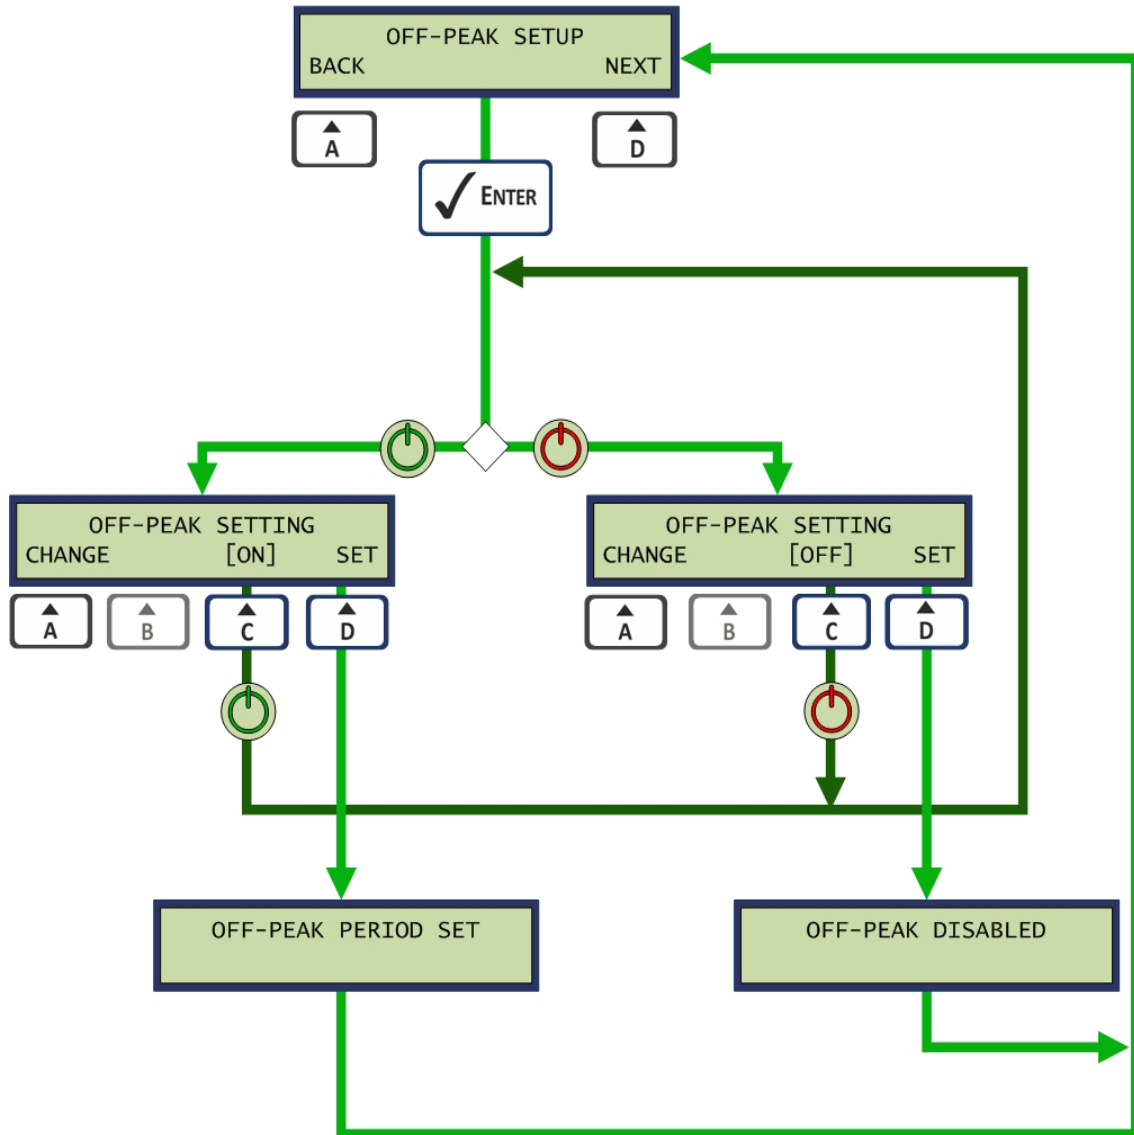 OFF-PEAK SETUP
BACK NEXT
A D
ENTER
OFF-PEAK SETTING
CHANGE [ON] SET
A B C D
OFF-PEAK SETTING
CHANGE [OFF] SET
A B C D
OFF-PEAK PERIOD SET
OFF-PEAK DISABLED